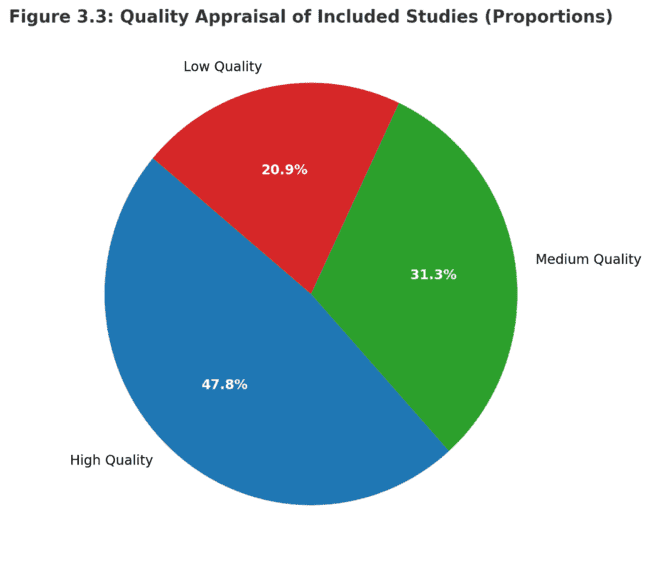 Figure 3.3: Quality Appraisal of Included Studies (Proportions)
Low Quality
20.9%
Medium Quality
31.3%
47.8%
High Quality